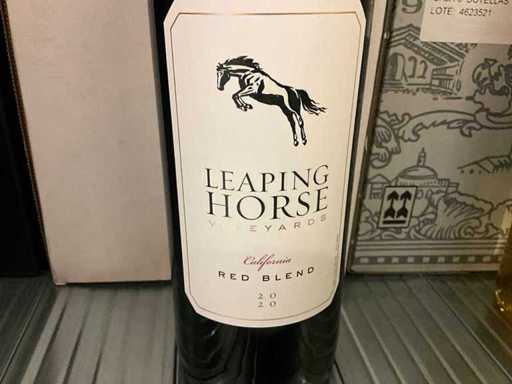 LOTE: 4623521
LEAPING
HORSE
VINEYARDS
California
RED BLEND
20
20